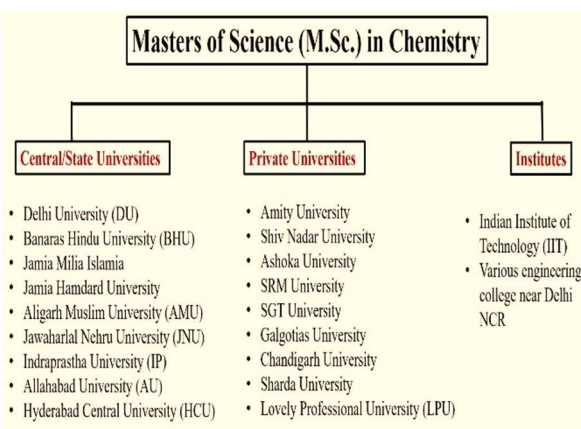 Masters of Science (M.Sc.) in Chemistry
Central/State Universities
• Delhi University (DU)
• Banaras Hindu University (BHU)
• Jamia Milia Islamia
• Jamia Hamdard University
• Aligarh Muslim University (AMU)
• Jawaharlal Nehru University (JNU)
• Indraprastha University (IP)
• Allahabad University (AU)
• Hyderabad Central University (HCU)
Private Universities
• Amity University
• Shiv Nadar University
• Ashoka University
• SRM University
• SGT University
• Galgotias University
• Chandigarh University
• Sharda University
• Lovely Professional University (LPU)
Institutes
• Indian Institute of
Technology (IIT)
• Various engineering
college near Delhi
NCR